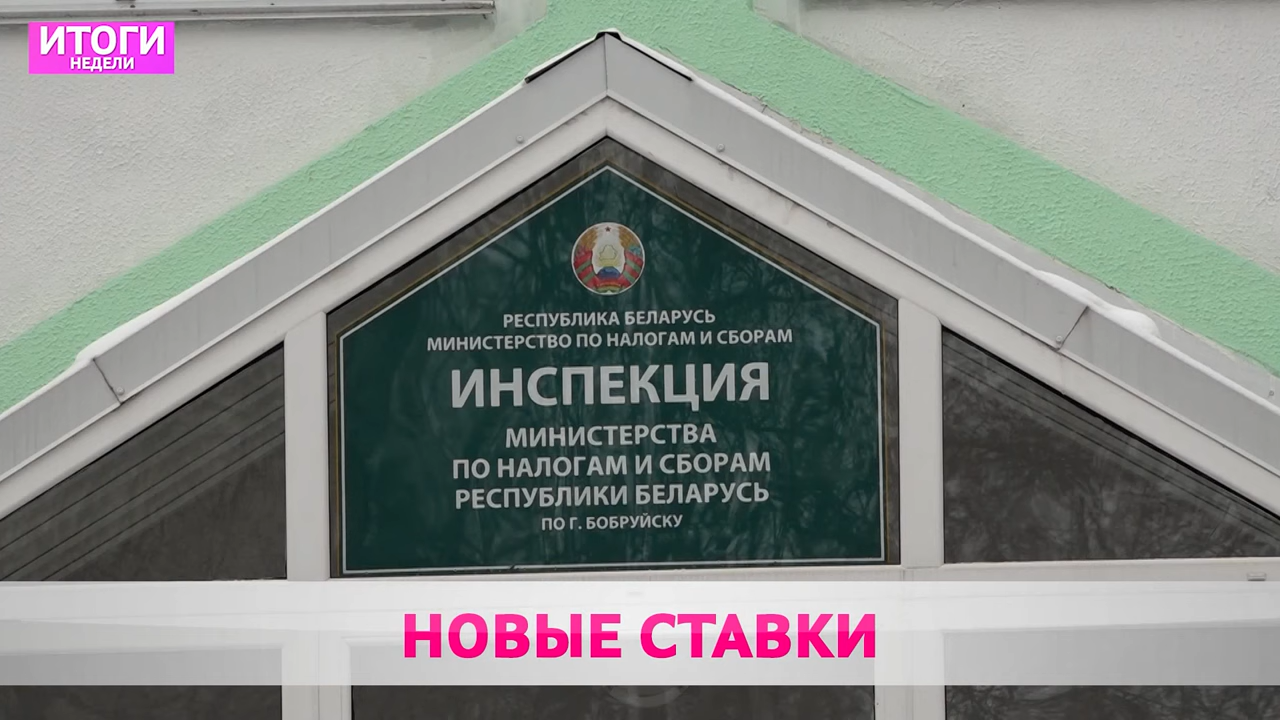 ИТОГИ
НЕДЕЛИ
РЕСПУБЛИКА БЕЛАРУСЬ
МИНИСТЕРСТВО ПО НАЛОГАМ И СБОРАМ
ИНСПЕКЦИЯ
МИНИСТЕРСТВА
ПО НАЛОГАМ И СБОРАМ
РЕСПУБЛИКИ БЕЛАРУСЬ
ПО Г. БОБРУЙСКУ
НОВЫЕ СТАВКИ